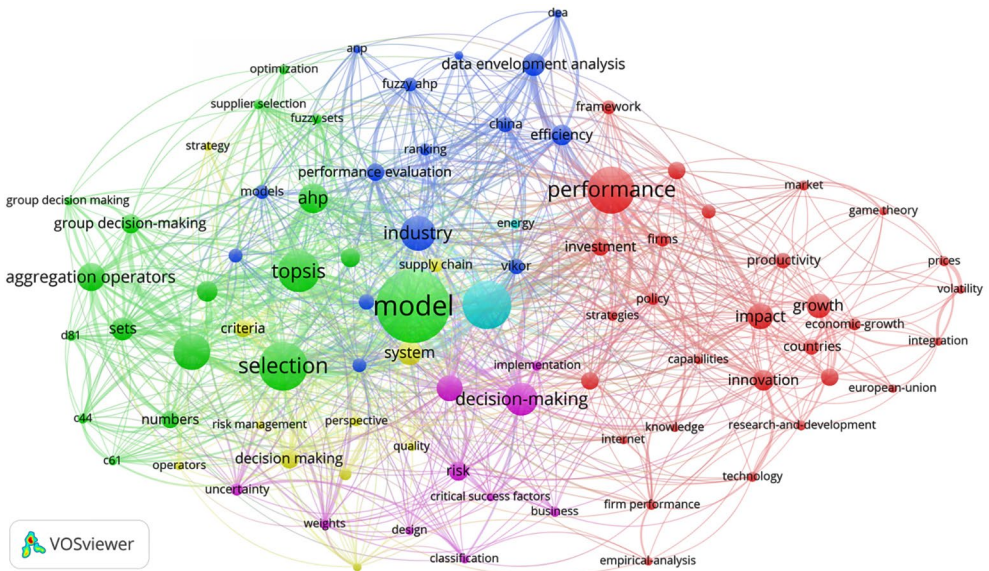 dea
anp
data envelopment analysis
optimization
fuzzy ahp
supplier selection
framework
fuzzy sets
china
efficiency
strategy
ranking
performance evaluation
models
performance
market
ahp
group decision making
group decision-making
energy
game theory
industry
investment
firms
supply chain
vikor
productivity
prices
aggregation operators
topsis
volatility
model
policy
growth
strategies
impact
economic-growth
d81
sets
criteria
integration
system
countries
implementation
capabilities
selection
innovation
european-union
decision-making
c44
numbers
risk management
perspective
knowledge
research-and-development
internet
quality
c61
operators
decision making
risk
technology
uncertainty
critical success factors
firm performance
business
weights
design
VOSviewer
classification
empirical-analysis